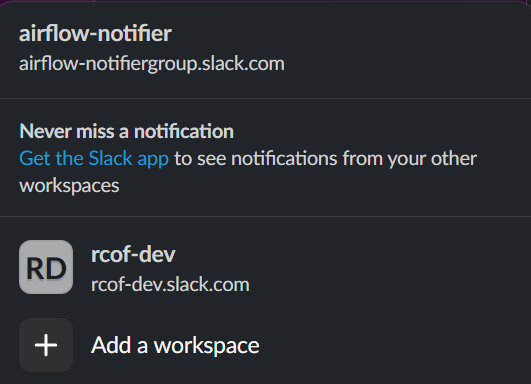 airflow-notifier
airflow-notifiergroup.slack.com
Never miss a notification
Get the Slack app to see notifications from your other
workspaces
RD
rcof-dev
rcof-dev.slack.com
+ Add a workspace